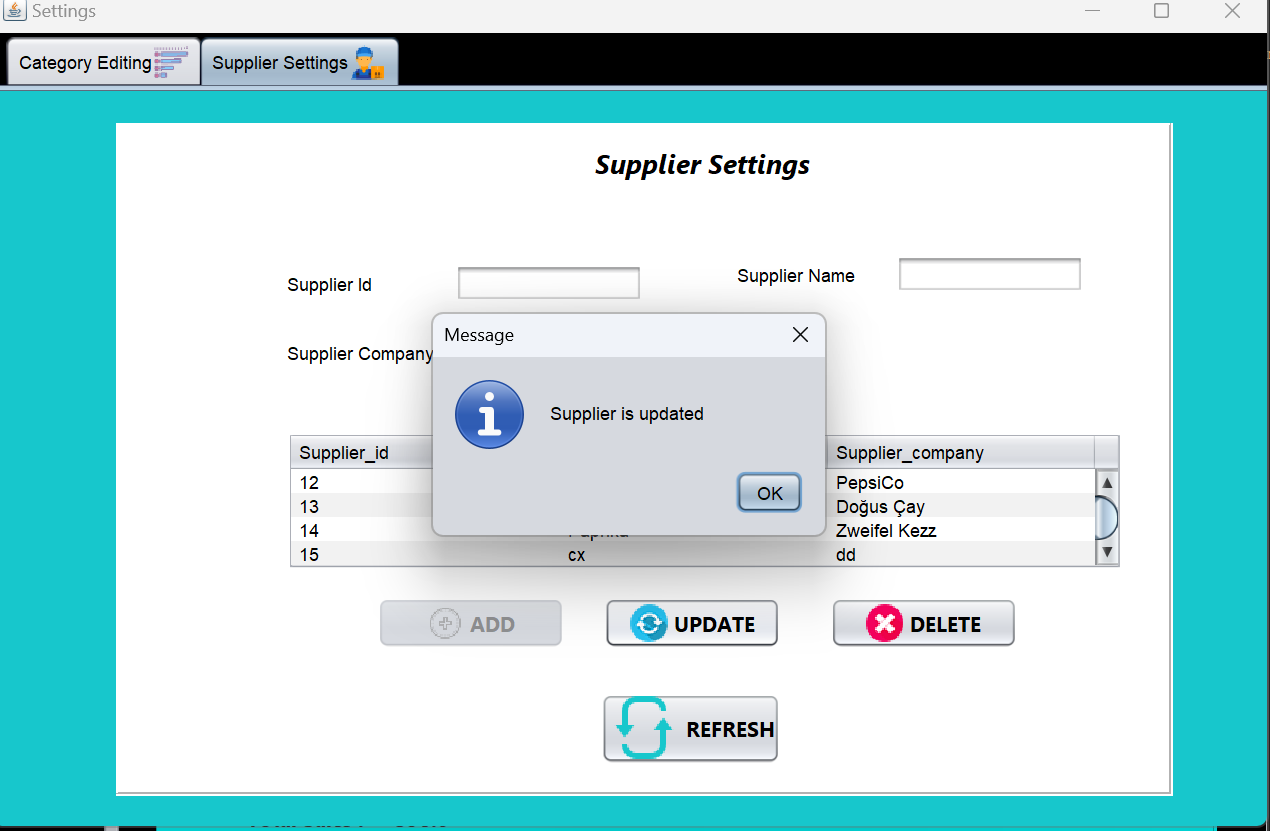 Settings
Category Editing
Supplier Settings
Supplier Settings
Supplier Id
Supplier Name
Message
Supplier Company
Supplier is updated
OK
Supplier_id
Supplier_company
12 PepsiCo
13 Doğus Çay
14 Zweifel Kezz
15 cx dd
ADD
UPDATE
DELETE
REFRESH